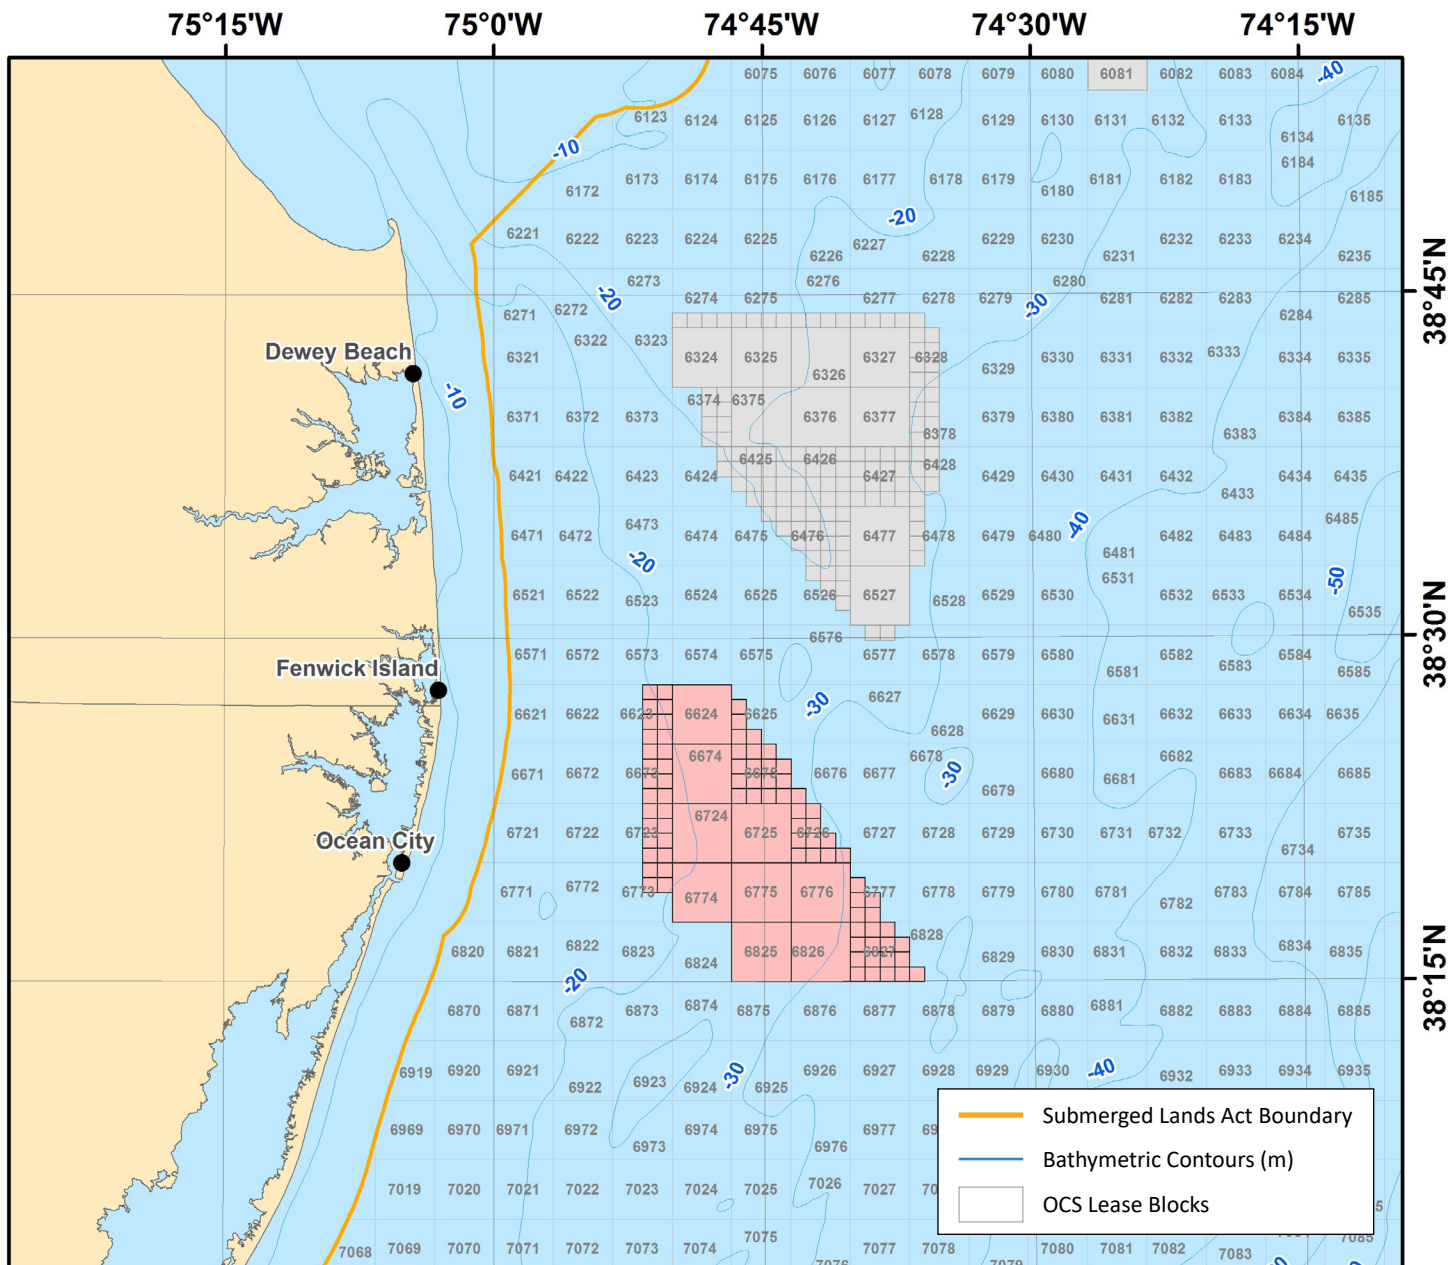 75°15'W 75°0'W 74°45'W 74°30'W 74°15'W
6075 6076 6077 6078 6079 6080 6081 6082 6083 6084 -40
6123 6124 6125 6126 6127 6128 6129 6130 6131 6132 6133 6134 6135
-10
6184
6172 6173 6174 6175 6176 6177 6178 6179 6180 6181 6182 6183 6185
-20
6221 6222 6223 6224 6225 6226 6227 6228 6229 6230 6231 6232 6233 6234 6235
6273 6276 6280
38°45'N
6271 6272 -20 6274 6275 6277 6278 6279 -30 6281 6282 6283 6284 6285
6322 6323
Dewey Beach
6321 6324 6325 6326 6327 6328 6329 6330 6331 6332 6333 6334 6335
-10
6374 6375
6371 6372 6373 6376 6377 6378 6379 6380 6381 6382 6383 6384 6385
6421 6422 6423 6424 6425 6426 6427 6428 6429 6430 6431 6432 6433 6434 6435
6471 6472 6473 6474 6475 6476 6477 6478 6479 6480 -40 6481 6482 6483 6484 6485
-20
6531 -50
6521 6522 6523 6524 6525 6526 6527 6528 6529 6530 6532 6533 6534 6535
38°30'N
6576
6571 6572 6573 6574 6575 6577 6578 6579 6580 6581 6582 6583 6584 6585
Fenwick Island
6627
-30
6621 6622 6623 6624 6625 6628 6629 6630 6631 6632 6633 6634 6635
6674 6678 6682
6671 6672 6673 6675 6676 6677 -30 6679 6680 6681 6683 6684 6685
6724
Ocean City
6721 6722 6723 6725 6726 6727 6728 6729 6730 6731 6732 6733 6734 6735
6771 6772 6773 6774 6775 6776 6777 6778 6779 6780 6781 6782 6783 6784 6785
6820 6821 6822 6823 6824 6825 6826 6827 6828 6829 6830 6831 6832 6833 6834 6835
38°15'N
-20
6870 6871 6872 6873 6874 6875 6876 6877 6878 6879 6880 6881 6882 6883 6884 6885
6919 6920 6921 6922 6923 6924 -30 6925 6926 6927 6928 6929 6930 -40 6932 6933 6934 6935
6969 6970 6971 6972 6973 6974 6975 6976 6977
7019 7020 7021 7022 7023 7024 7025 7026 7027
7068 7069 7070 7071 7072 7073 7074 7075 7077 7078 7080 7081 7082 7083
Submerged Lands Act Boundary
Bathymetric Contours (m)
OCS Lease Blocks